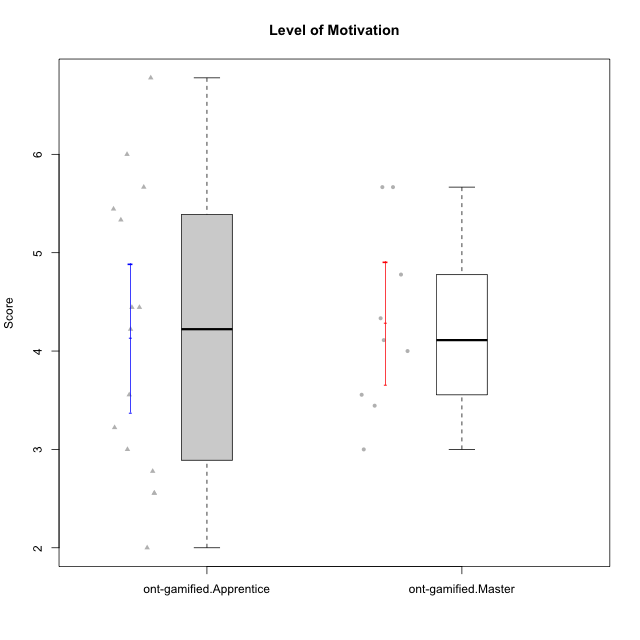 Level of Motivation
Score
6
5
4
3
2
ont-gamified.Apprentice
ont-gamified.Master